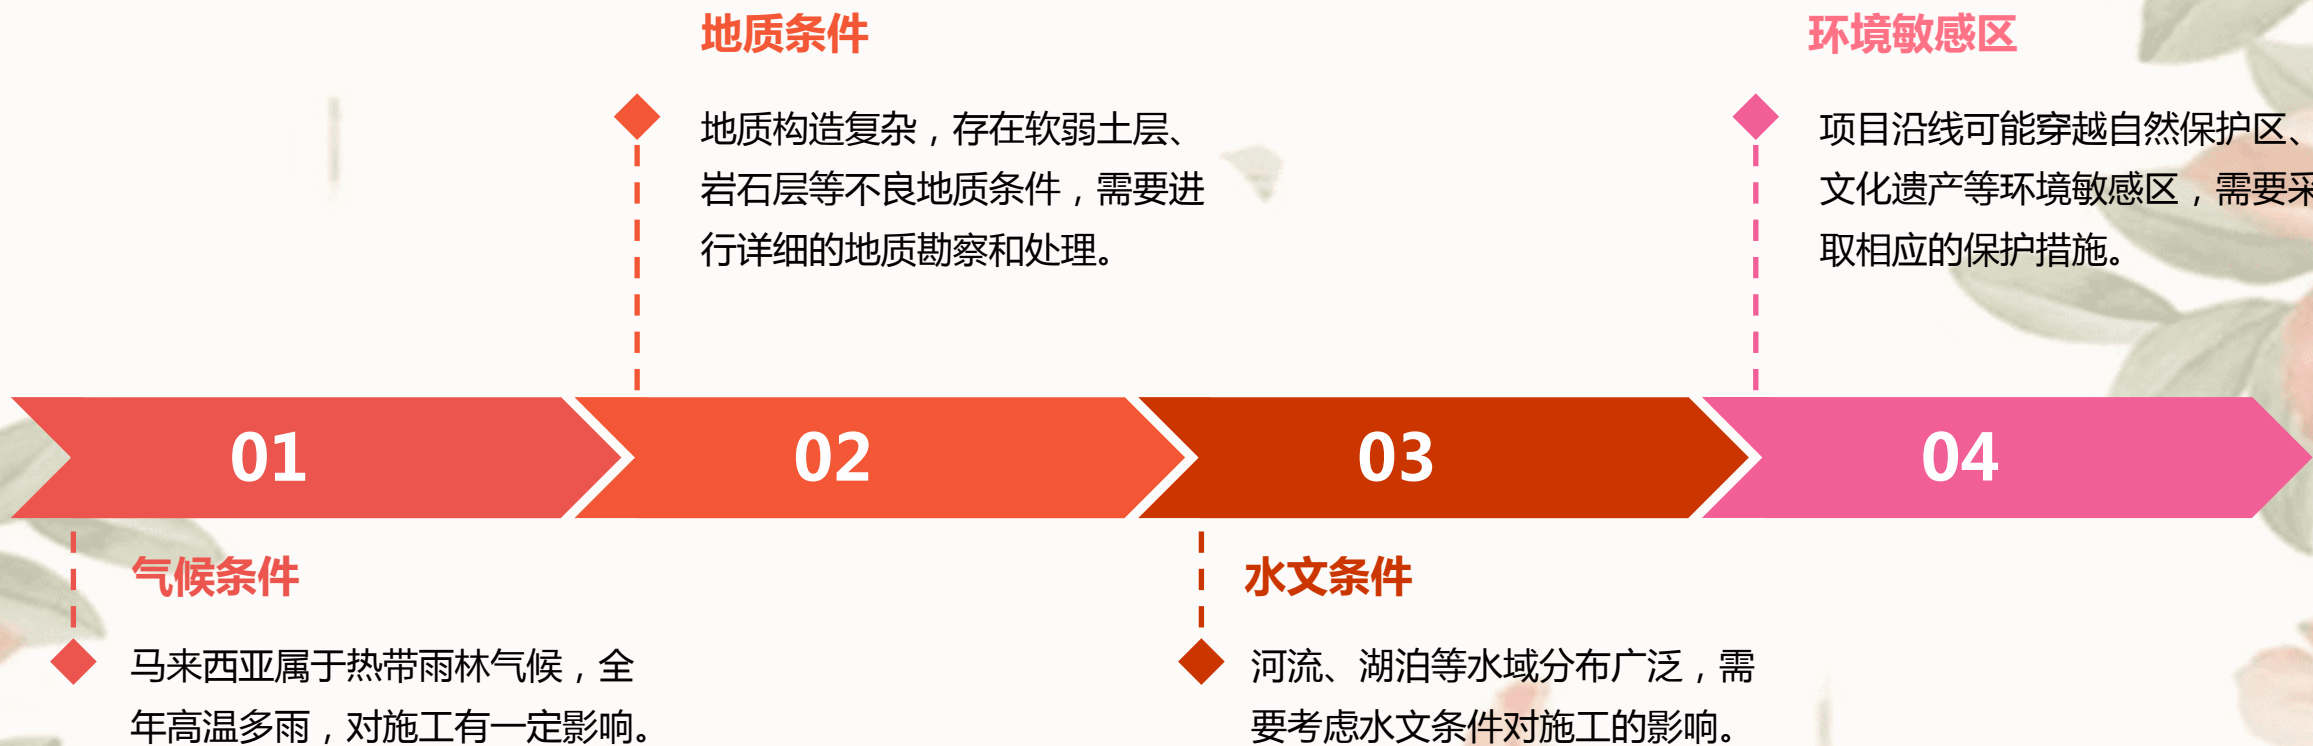 地质条件
地质构造复杂，存在软弱土层、
岩石层等不良地质条件，需要进
行详细的地质勘察和处理。
环境敏感区
项目沿线可能穿越自然保护区、
文化遗产等环境敏感区，需要采
取相应的保护措施。
01
02
03
04
气候条件
马来西亚属于热带雨林气候，全
年高温多雨，对施工有一定影响。
水文条件
河流、湖泊等水域分布广泛，需
要考虑水文条件对施工的影响。